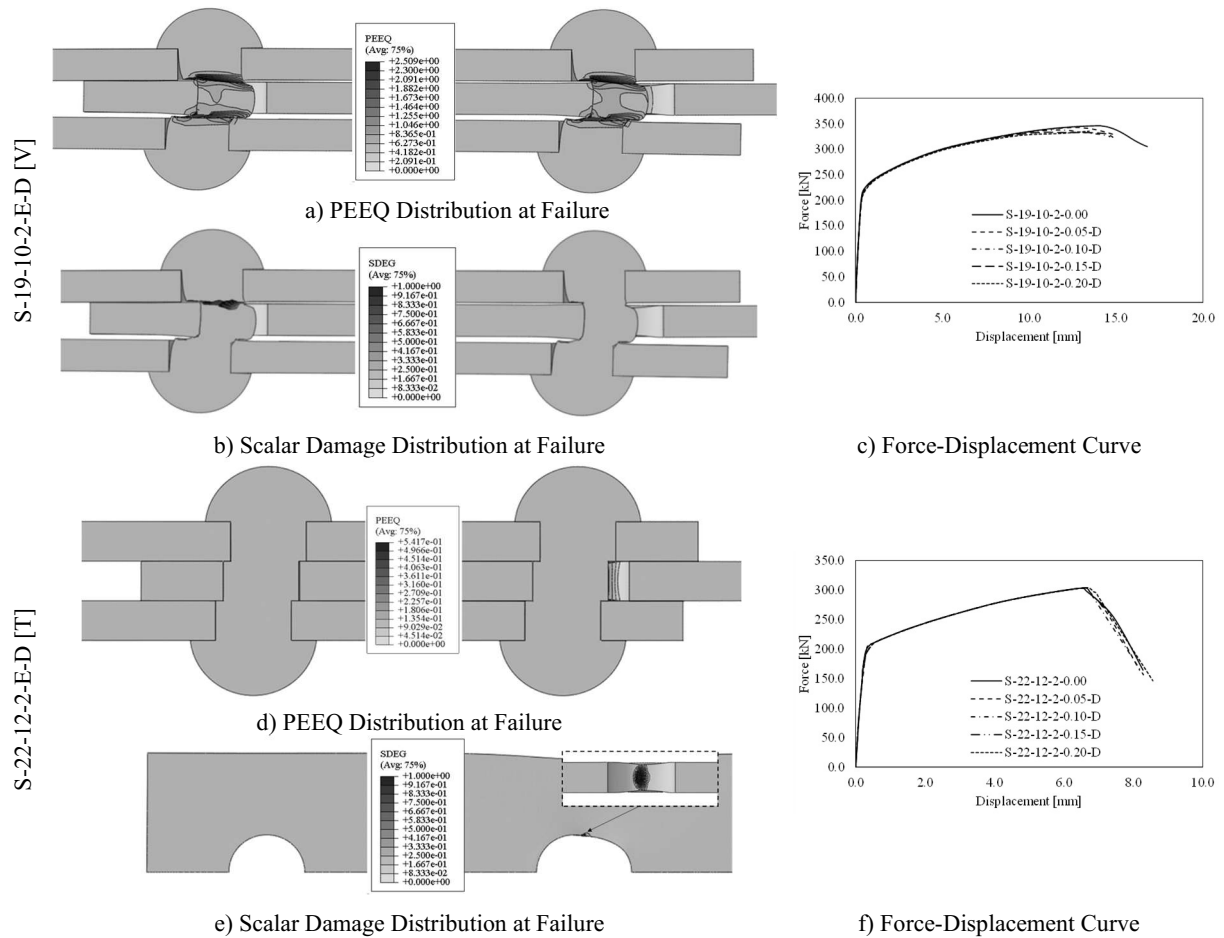 S-19-10-2-E-D [V]
PEEQ
(Avg: 75%)
+2.509e+00
+2.300e+00
+2.091e+00
+1.882e+00
+1.673e+00
+1.464e+00
+1.255e+00
+1.046e+00
+8.365e-01
+6.273e-01
+4.182e-01
+2.091e-01
+0.000e+00
a) PEEQ Distribution at Failure
SDEG
(Avg: 75%)
+1.000e+00
+9.167e-01
+8.333e-01
+7.500e-01
+6.667e-01
+5.833e-01
+5.000e-01
+4.167e-01
+3.333e-01
+2.500e-01
+1.667e-01
+8.333e-02
+0.000e+00
b) Scalar Damage Distribution at Failure
Force [kN]
400.0
350.0
300.0
250.0
200.0
150.0
100.0
50.0
0.0
S-19-10-2-0.00
S-19-10-2-0.05-D
S-19-10-2-0.10-D
S-19-10-2-0.15-D
S-19-10-2-0.20-D
0.0 5.0 10.0 15.0 20.0
Displacement [mm]
c) Force-Displacement Curve
S-22-12-2-E-D [T]
PEEQ
(Avg: 75%)
+5.417e-01
+4.966e-01
+4.514e-01
+4.063e-01
+3.611e-01
+3.160e-01
+2.709e-01
+2.257e-01
+1.806e-01
+1.354e-01
+9.029e-02
+4.514e-02
+0.000e+00
d) PEEQ Distribution at Failure
SDEG
(Avg: 75%)
+1.000e+00
+9.167e-01
+8.333e-01
+7.500e-01
+6.667e-01
+5.833e-01
+5.000e-01
+4.167e-01
+3.333e-01
+2.500e-01
+1.667e-01
+8.333e-02
+0.000e+00
e) Scalar Damage Distribution at Failure
Force [kN]
350.0
300.0
250.0
200.0
150.0
100.0
50.0
0.0
S-22-12-2-0.00
S-22-12-2-0.05-D
S-22-12-2-0.10-D
S-22-12-2-0.15-D
S-22-12-2-0.20-D
0.0 2.0 4.0 6.0 8.0 10.0
Displacement [mm]
f) Force-Displacement Curve